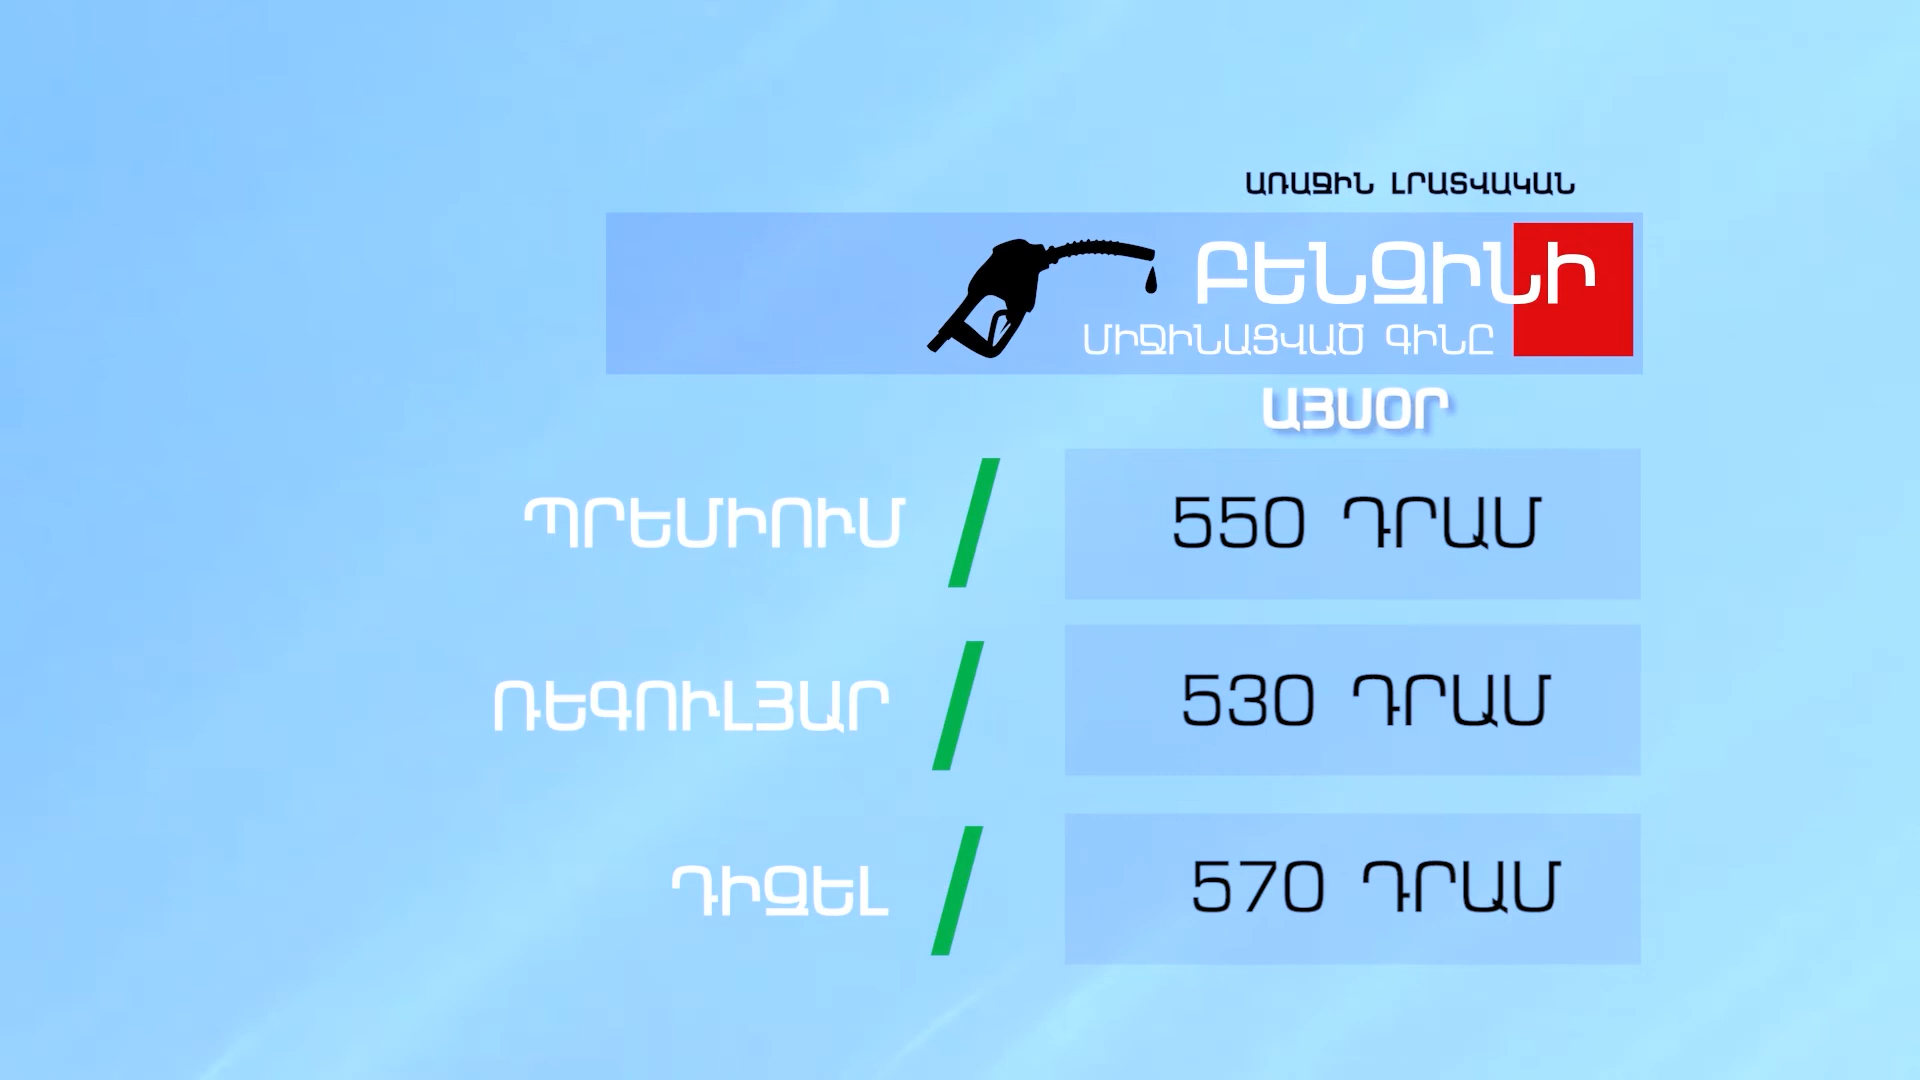 ԱՌԱՋԻՆ ԼՐԱՏՎԱԿԱՆ
ԲԵՆԶԻՆԻ
ՄԻՋԻՆԱՑՎԱԾ ԳԻՆԸ
ԱՅՍՕՐ
ՊՐԵՄԻՈՒՄ 550 ԴՐԱՄ
ՌԵԳՈՒԼՅԱՐ 530 ԴՐԱՄ
ԴԻԶԵԼ 570 ԴՐԱՄ